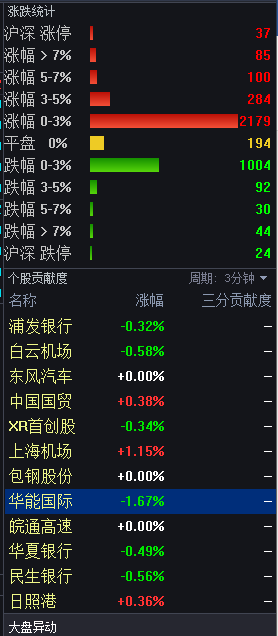 涨跌统计
沪深 涨停 37
涨幅 > 7% 85
涨幅 5-7% 100
涨幅 3-5% 284
涨幅 0-3% 2179
平盘 0% 194
跌幅 0-3% 1004
跌幅 3-5% 92
跌幅 5-7% 30
跌幅 > 7% 44
沪深 跌停 24
个股贡献度 周期: 3分钟
名称 涨幅 三分贡献度
浦发银行 -0.32% —
白云机场 -0.58% —
东风汽车 +0.00% —
中国国贸 +0.38% —
XR首创股 -0.34% —
上海机场 +1.15% —
包钢股份 +0.00% —
华能国际 -1.67% —
皖通高速 +0.00% —
华夏银行 -0.49% —
民生银行 -0.56% —
日照港 +0.36% —
大盘异动